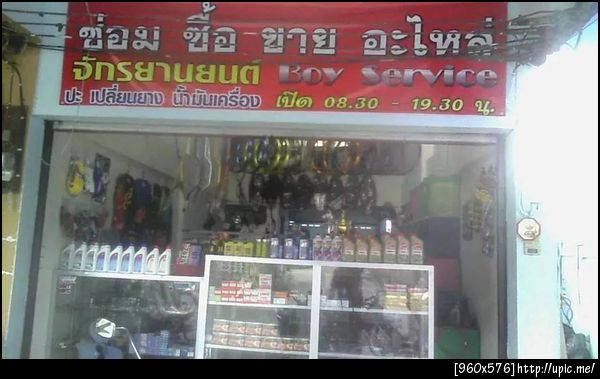 ซ่อม ซื้อ ขาย อะไหล่
จักรยานยนต์ Boy Service
ปะ เปลี่ยนยาง น้ำมันเครื่อง เปิด 08.30 - 19.30 น.
[960x576]http://upic.me/